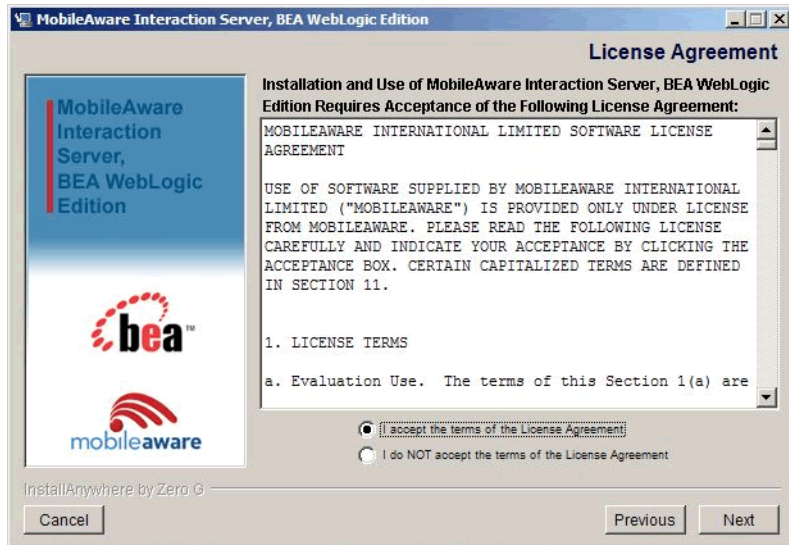 MobileAware Interaction Server, BEA WebLogic Edition
License Agreement
MobileAware
Interaction
Server,
BEA WebLogic
Edition
bea™
mobileaware
Installation and Use of MobileAware Interaction Server, BEA WebLogic
Edition Requires Acceptance of the Following License Agreement:
MOBILEAWARE INTERNATIONAL LIMITED SOFTWARE LICENSE
AGREEMENT
USE OF SOFTWARE SUPPLIED BY MOBILEAWARE INTERNATIONAL
LIMITED ("MOBILEAWARE") IS PROVIDED ONLY UNDER LICENSE
FROM MOBILEAWARE. PLEASE READ THE FOLLOWING LICENSE
CAREFULLY AND INDICATE YOUR ACCEPTANCE BY CLICKING THE
ACCEPTANCE BOX. CERTAIN CAPITALIZED TERMS ARE DEFINED
IN SECTION 11.
1. LICENSE TERMS
a. Evaluation Use.  The terms of this Section 1(a) are
I accept the terms of the License Agreement
I do NOT accept the terms of the License Agreement
InstallAnywhere by Zero G
Cancel
Previous
Next